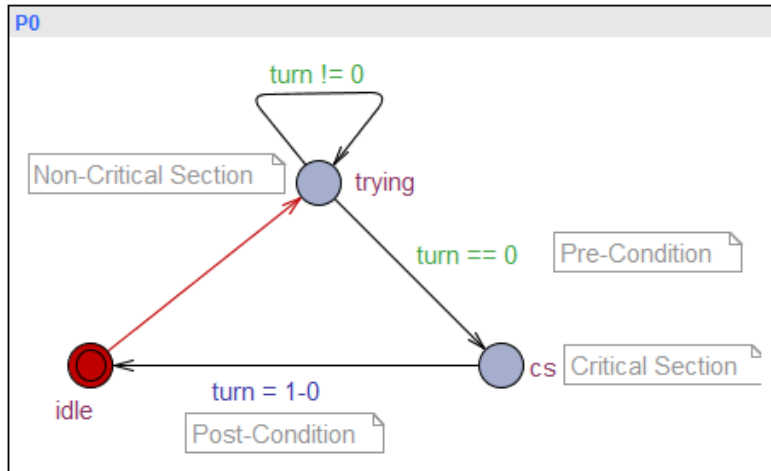 P0
turn != 0
Non-Critical Section
trying
turn == 0
Pre-Condition
cs
Critical Section
turn = 1-0
idle
Post-Condition